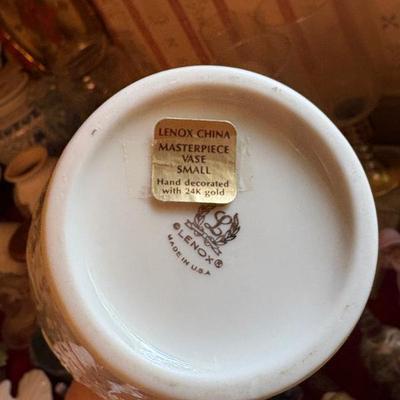 LENOX CHINA
MASTERPIECE
VASE
SMALL
Hand decorated
with 24K gold
L
© LENOX ®
MADE IN U.S.A